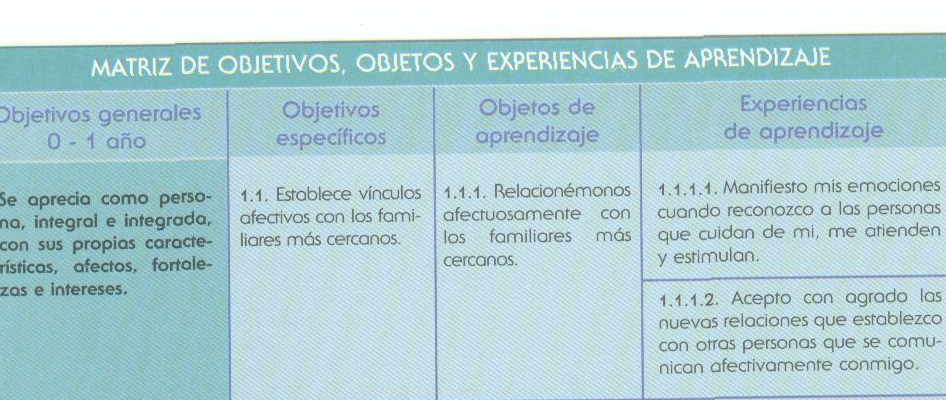 MATRIZ DE OBJETIVOS, OBJETOS Y EXPERIENCIAS DE APRENDIZAJE
Objetivos generales
0 - 1 año
Objetivos
específicos
Objetos de
aprendizaje
Experiencias
de aprendizaje
Se aprecia como perso-
na, integral e integrada,
con sus propias caracte-
rísticas, afectos, fortale-
zas e intereses.
1.1. Establece vínculos
afectivos con los fami-
liares más cercanos.
1.1.1. Relacionémonos
afectuosamente con
los familiares más
cercanos.
1.1.1.1. Manifiesto mis emociones
cuando reconozco a las personas
que cuidan de mi, me atienden
y estimulan.
1.1.1.2. Acepto con agrado las
nuevas relaciones que establezco
con otras personas que se comu-
nican afectivamente conmigo.